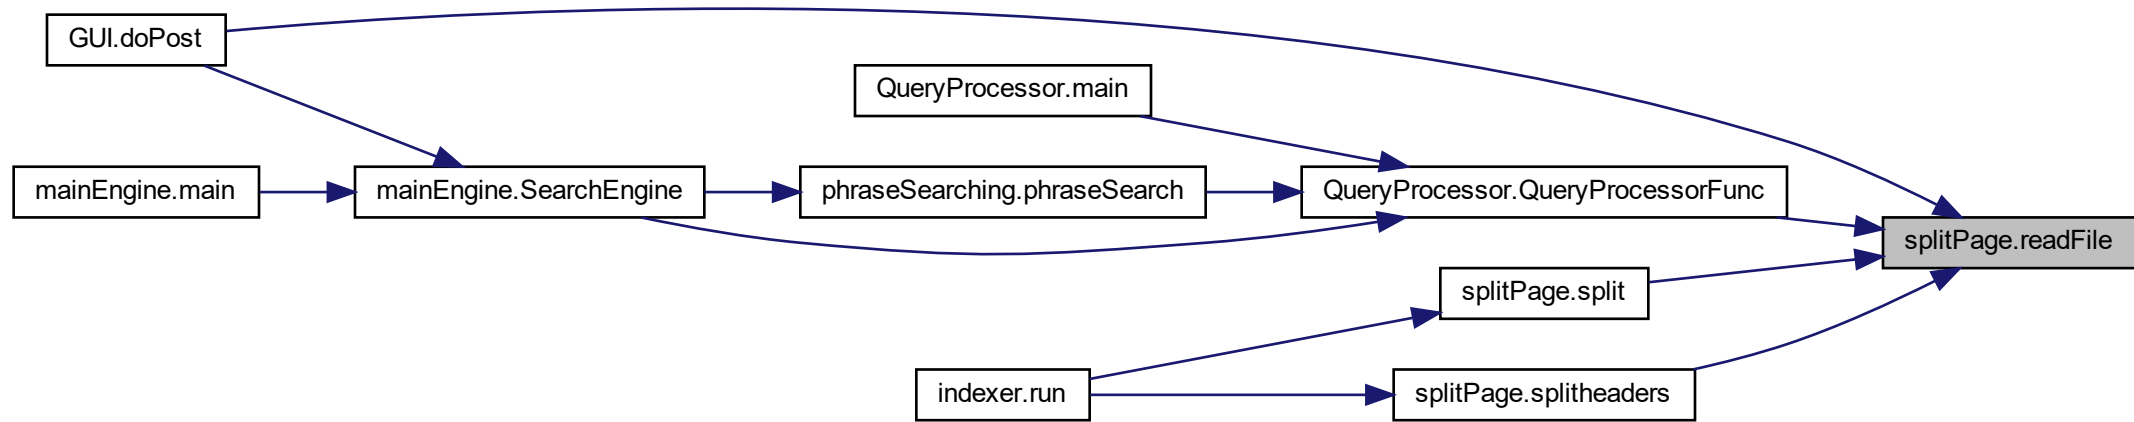 GUI.doPost
QueryProcessor.main
mainEngine.main
mainEngine.SearchEngine
phraseSearching.phraseSearch
QueryProcessor.QueryProcessorFunc
splitPage.readFile
splitPage.split
indexer.run
splitPage.splitheaders